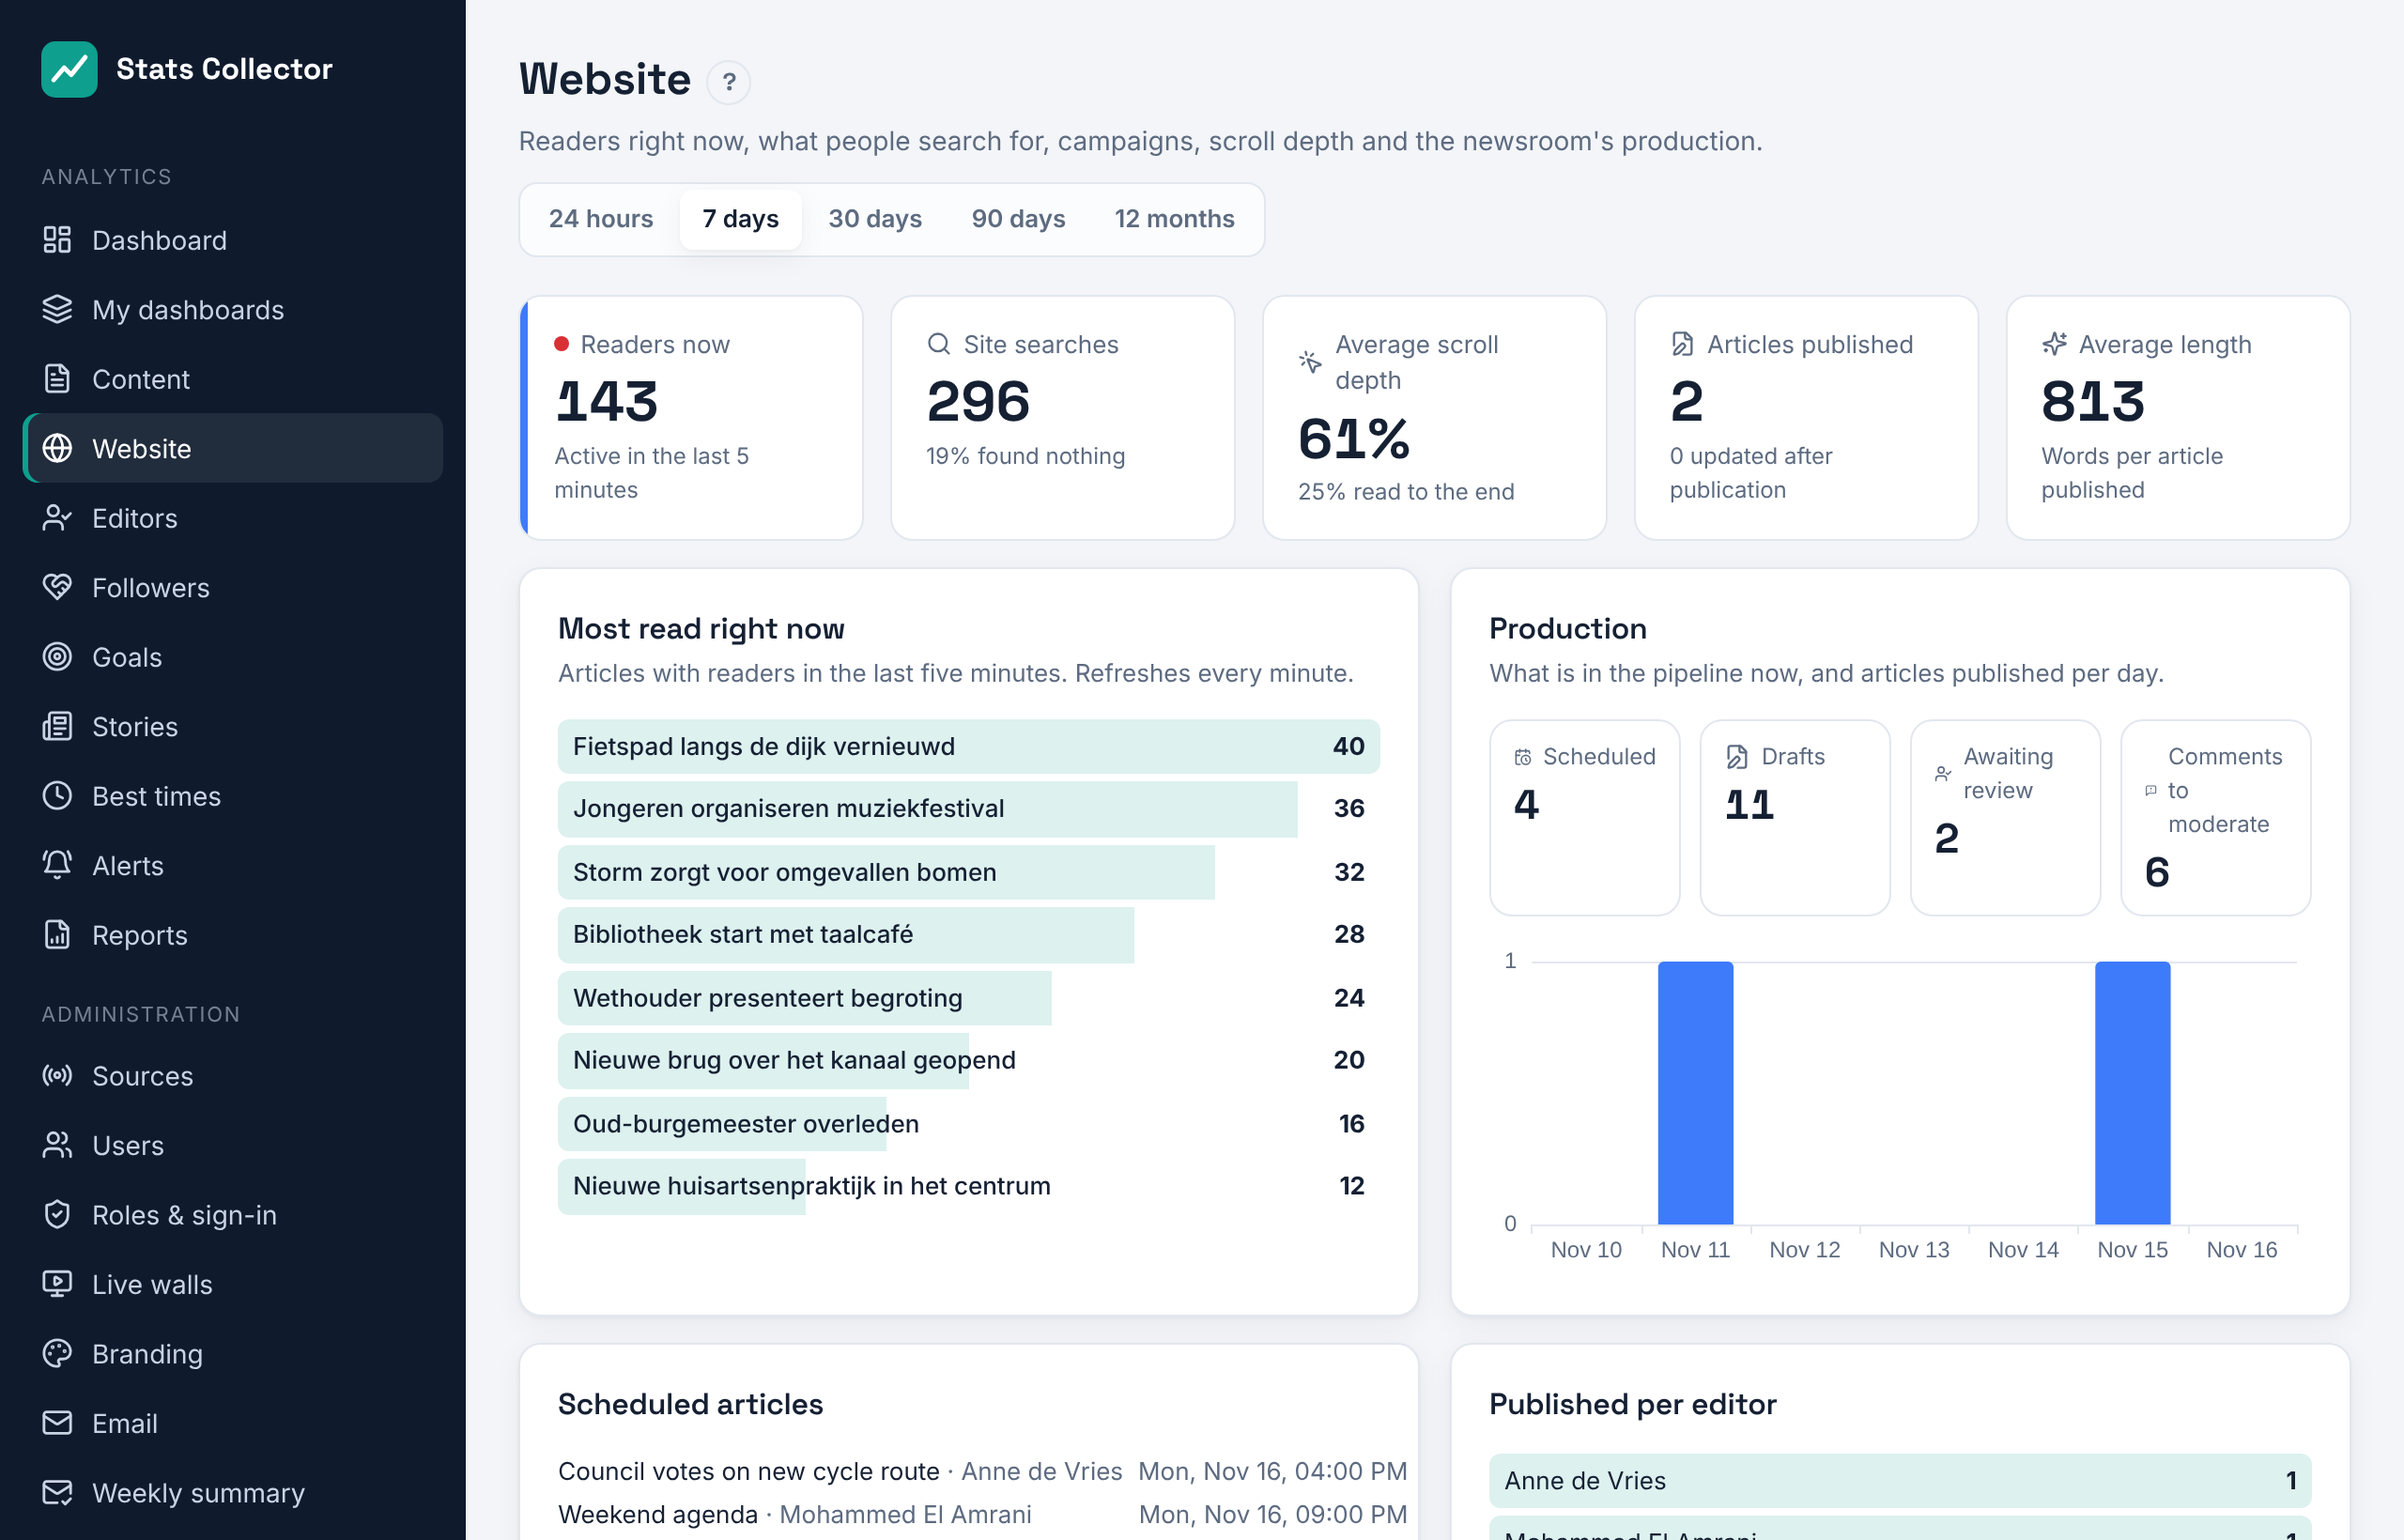 Stats Collector
ANALYTICS
Dashboard
My dashboards
Content
Website
Editors
Followers
Goals
Stories
Best times
Alerts
Reports
ADMINISTRATION
Sources
Users
Roles & sign-in
Live walls
Branding
Email
Weekly summary
Website ?
Readers right now, what people search for, campaigns, scroll depth and the newsroom's production.
24 hours 7 days 30 days 90 days 12 months
Readers now
143
Active in the last 5
minutes
Site searches
296
19% found nothing
Average scroll
depth
61%
25% read to the end
Articles published
2
0 updated after
publication
Average length
813
Words per article
published
Most read right now
Articles with readers in the last five minutes. Refreshes every minute.
Fietspad langs de dijk vernieuwd 40
Jongeren organiseren muziekfestival 36
Storm zorgt voor omgevallen bomen 32
Bibliotheek start met taalcafé 28
Wethouder presenteert begroting 24
Nieuwe brug over het kanaal geopend 20
Oud-burgemeester overleden 16
Nieuwe huisartsenpraktijk in het centrum 12
Production
What is in the pipeline now, and articles published per day.
Scheduled
4
Drafts
11
Awaiting
review
2
Comments
to
moderate
6
1
0
Nov 10 Nov 11 Nov 12 Nov 13 Nov 14 Nov 15 Nov 16
Scheduled articles
Council votes on new cycle route · Anne de Vries Mon, Nov 16, 04:00 PM
Weekend agenda · Mohammed El Amrani Mon, Nov 16, 09:00 PM
Published per editor
Anne de Vries 1
Mohammed El Amrani 1